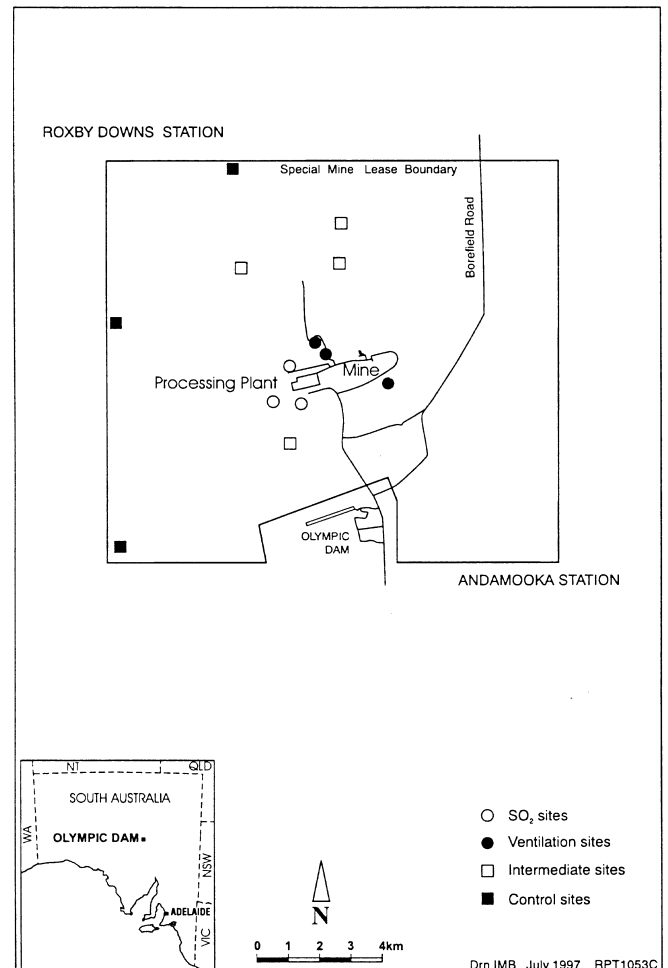 ROXBY DOWNS STATION
Special Mine Lease Boundary
Borefield Road
Processing Plant
Mine
OLYMPIC
DAM
ANDAMOOKA STATION
NT
QLD
SOUTH AUSTRALIA
WA
OLYMPIC DAM
NSW
ADELAIDE
VIC
N
0 1 2 3 4km
SO₂ sites
Ventilation sites
Intermediate sites
Control sites
Drn IMB July 1997 RPT1053C